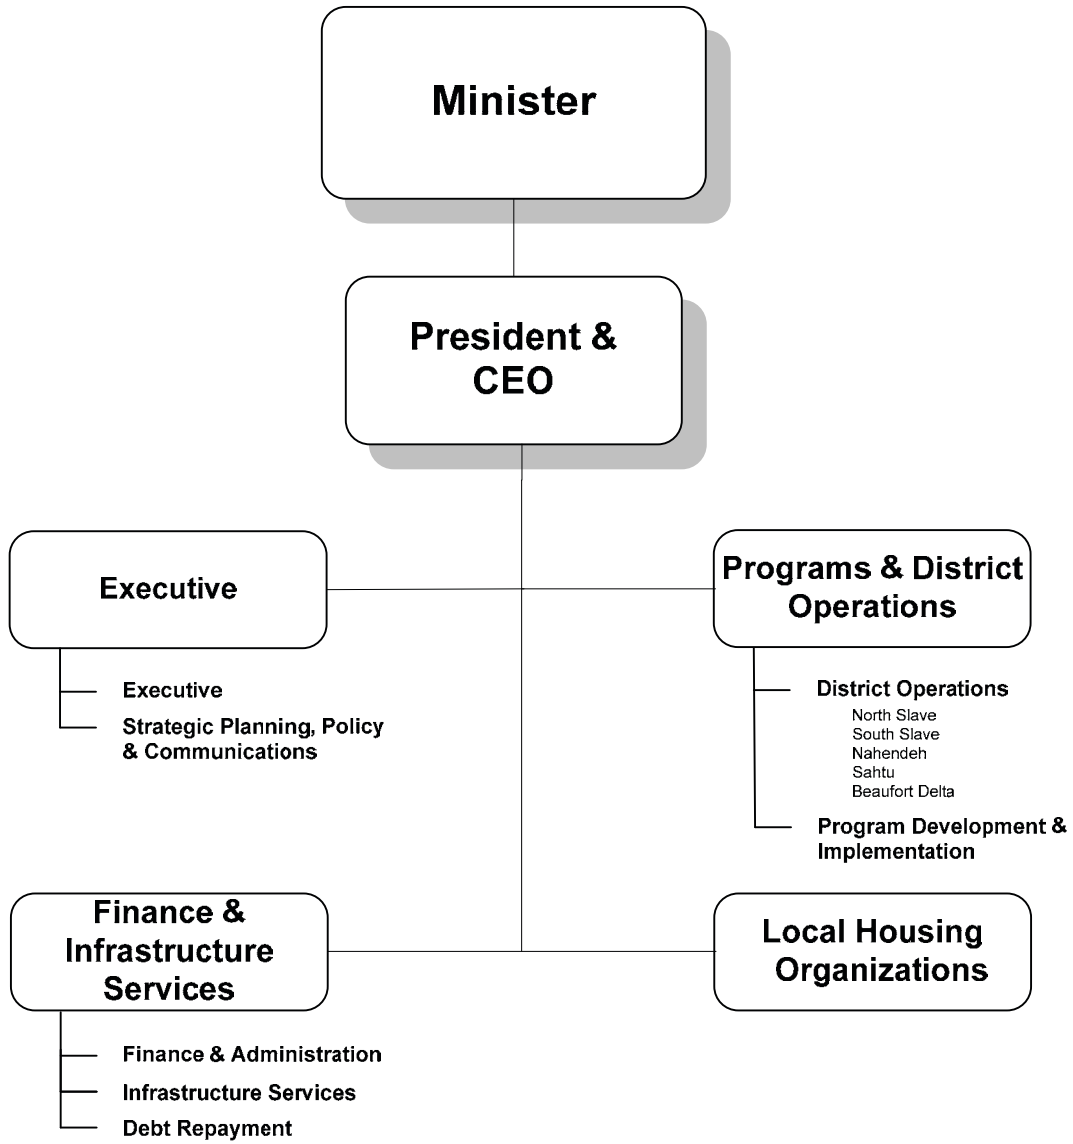 Minister
President &
CEO
Executive
Executive
Strategic Planning, Policy
& Communications
Programs & District
Operations
District Operations
North Slave
South Slave
Nahendeh
Sahtu
Beaufort Delta
Program Development &
Implementation
Finance &
Infrastructure
Services
Finance & Administration
Infrastructure Services
Debt Repayment
Local Housing
Organizations